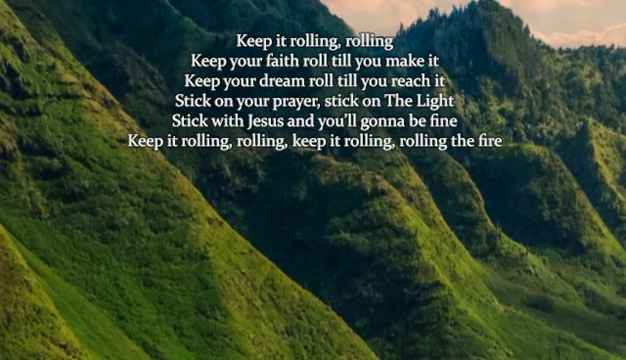 Keep it rolling, rolling
Keep your faith roll till you make it
Keep your dream roll till you reach it
Stick on your prayer, stick on The Light
Stick with Jesus and you'll gonna be fine
Keep it rolling, rolling, keep it rolling, rolling the fire